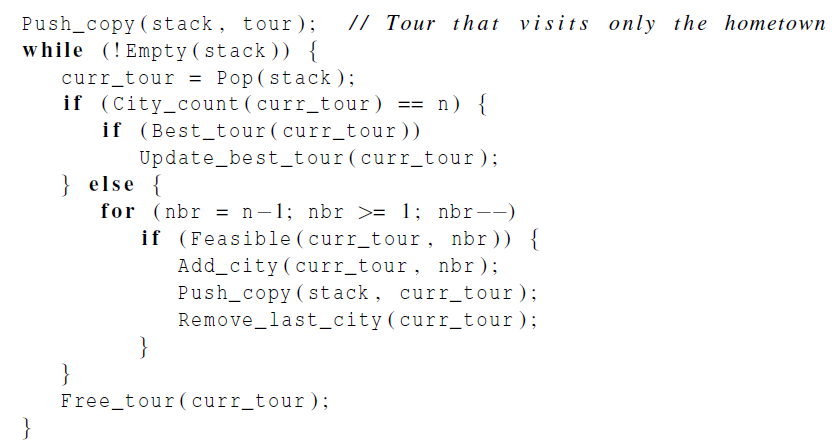 Push_copy(stack, tour);  // Tour that visits only the hometown
while (!Empty(stack)) {
   curr_tour = Pop(stack);
   if (City_count(curr_tour) == n) {
      if (Best_tour(curr_tour))
         Update_best_tour(curr_tour);
   } else {
      for (nbr = n-1; nbr >= 1; nbr--)
         if (Feasible(curr_tour, nbr)) {
            Add_city(curr_tour, nbr);
            Push_copy(stack, curr_tour);
            Remove_last_city(curr_tour);
         }
   }
   Free_tour(curr_tour);
}